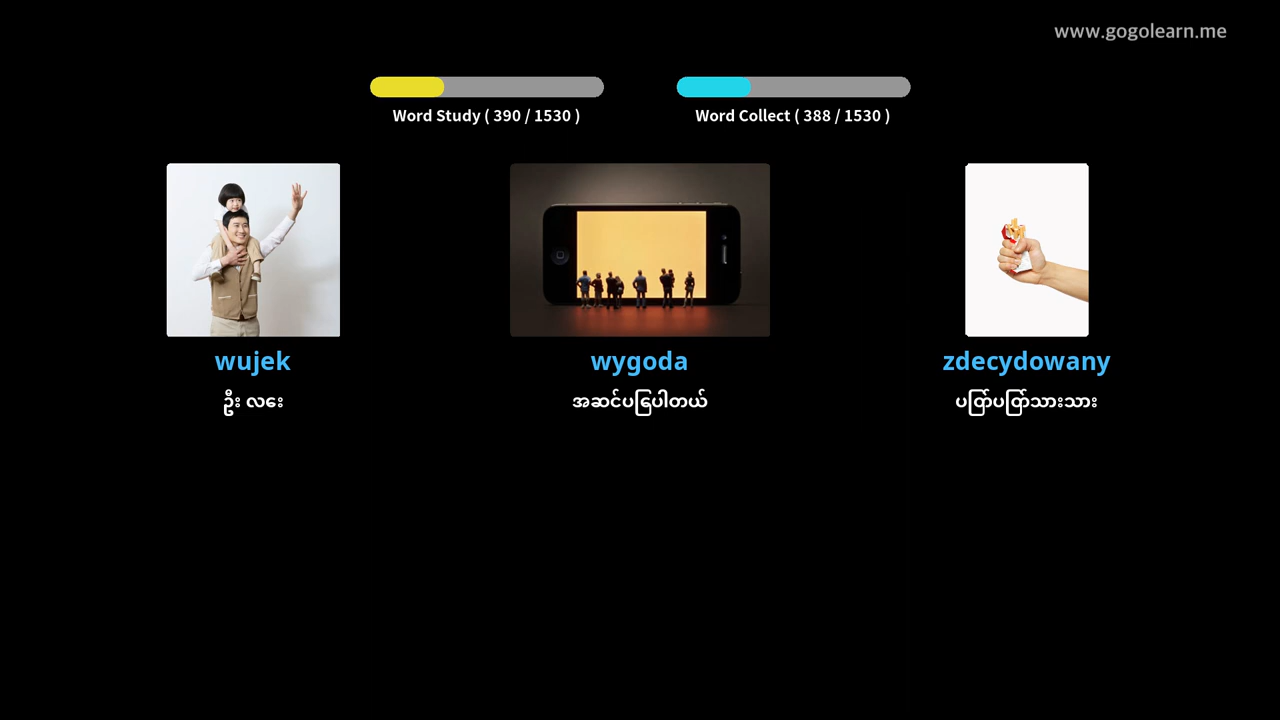 www.gogolearn.me
Word Study ( 390 / 1530 )
Word Collect ( 388 / 1530 )
wujek
wygoda
zdecydowany
ဦး လေး
အဆင်ပြေပါတယ်
ပြတ်ပြတ်သားသား